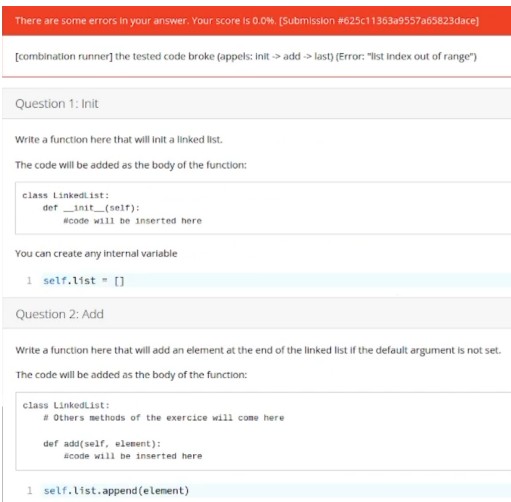 There are some errors in your answer. Your score is 0.0%. [Submission #625c11363a9557a65823dace]
[combination runner] the tested code broke (appels: init -> add -> last) (Error: "list index out of range")
Question 1: Init
Write a function here that will init a linked list.
The code will be added as the body of the function:
class LinkedList:
    def __init__(self):
        #code will be inserted here
You can create any internal variable
1 self.list = []
Question 2: Add
Write a function here that will add an element at the end of the linked list if the default argument is not set.
The code will be added as the body of the function:
class LinkedList:
    # Others methods of the exercice will come here
    def add(self, element):
        #code will be inserted here
1 self.list.append(element)